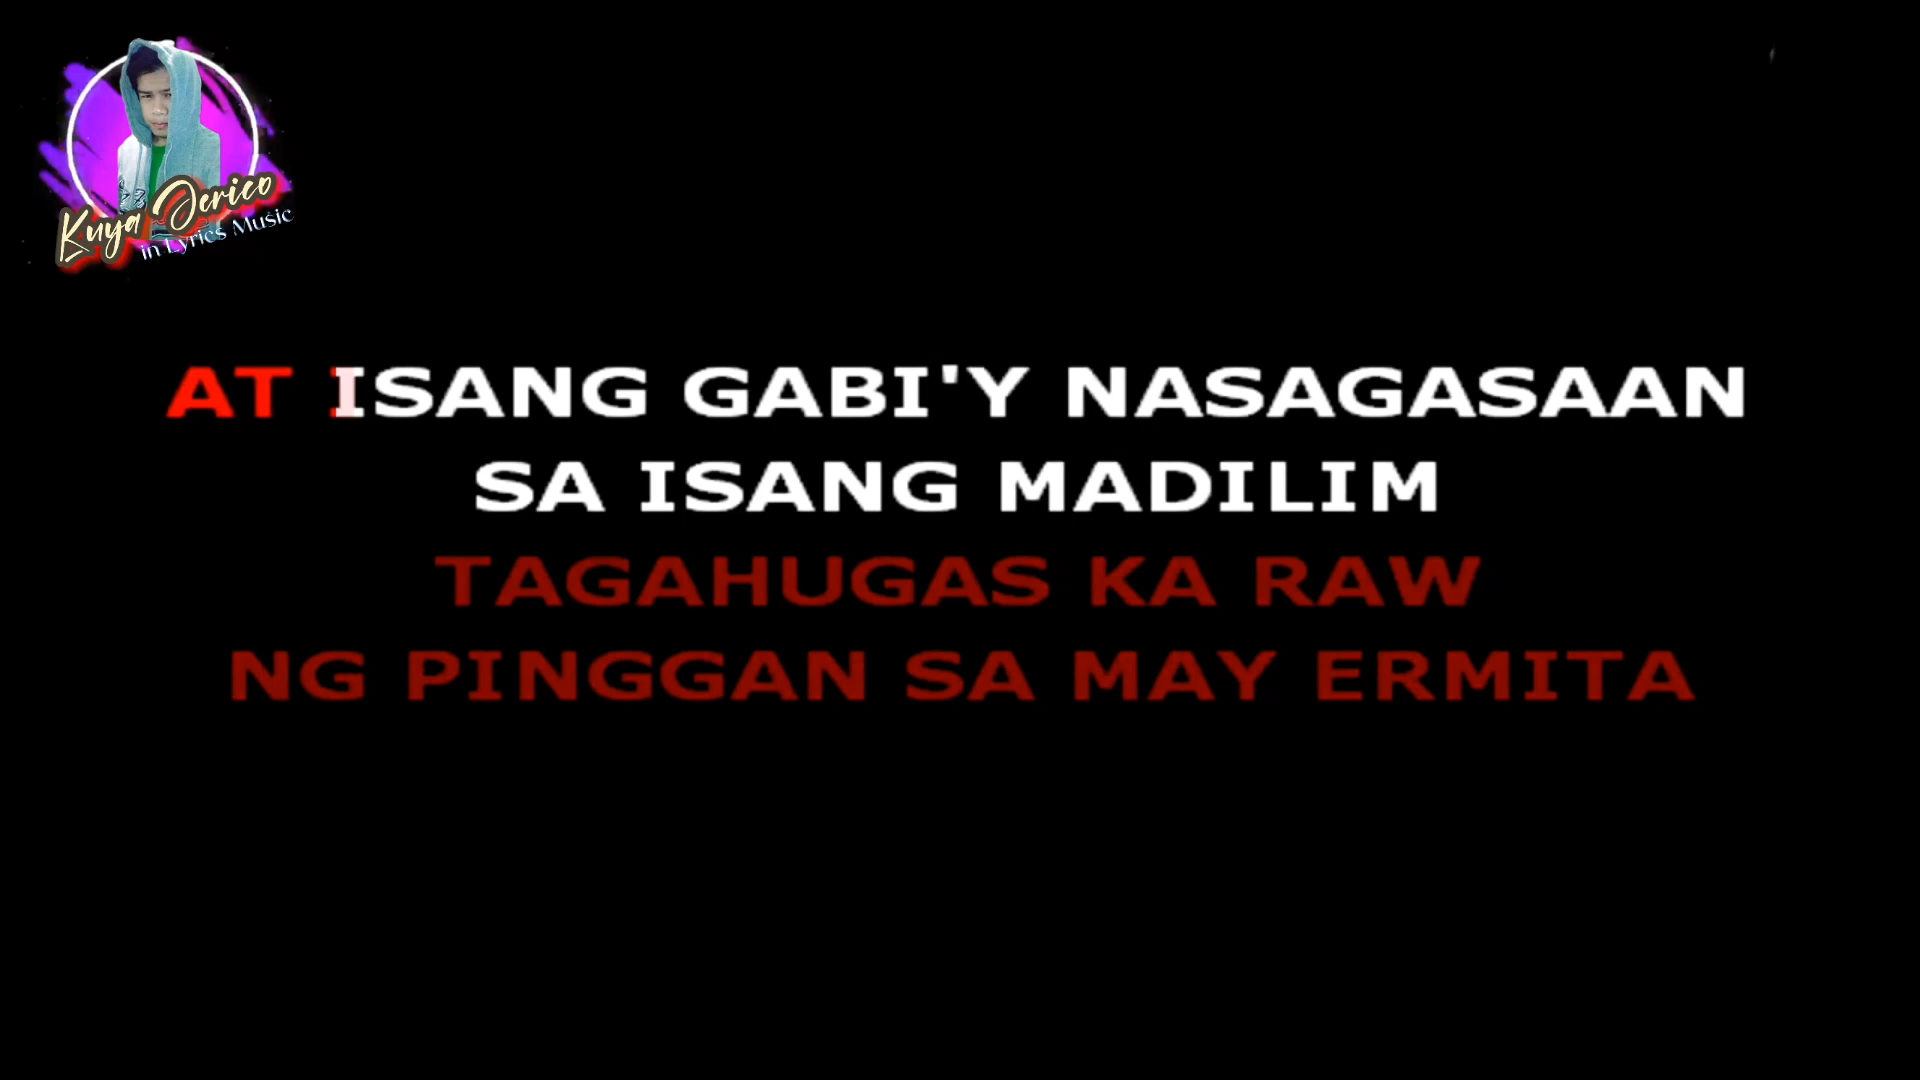 Kuya Jerico
in Lyrics Music
AT ISANG GABI'Y NASAGASAAN
SA ISANG MADILIM
TAGAHUGAS KA RAW
NG PINGGAN SA MAY ERMITA